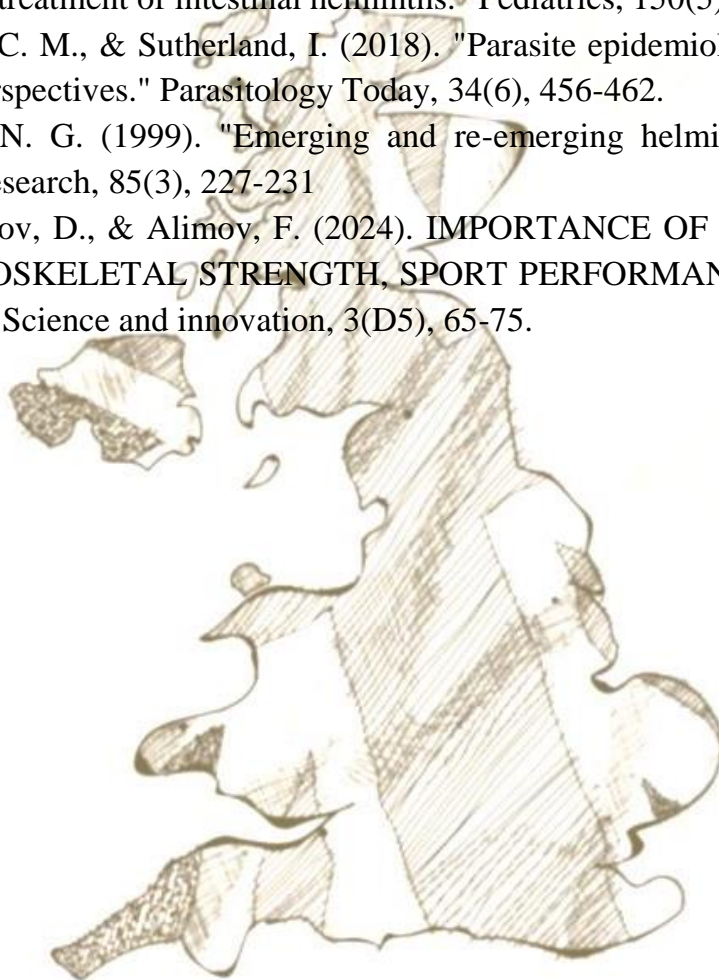 treatment of intestinal helminths." Pediatrics, 150(5)
C. M., & Sutherland, I. (2018). "Parasite epidemiol
rspectives." Parasitology Today, 34(6), 456-462.
N. G. (1999). "Emerging and re-emerging helmi
esearch, 85(3), 227-231
ov, D., & Alimov, F. (2024). IMPORTANCE OF
OSKELETAL STRENGTH, SPORT PERFORMAN
Science and innovation, 3(D5), 65-75.